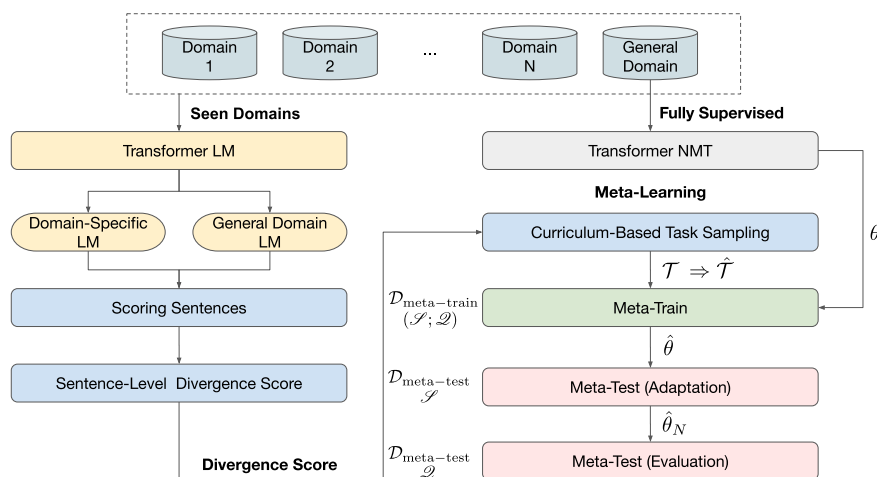 Domain
1
Domain
2
...
Domain
N
General
Domain
Seen Domains
Fully Supervised
Transformer LM
Transformer NMT
Meta-Learning
Domain-Specific
LM
General Domain
LM
Curriculum-Based Task Sampling
θ
𝒯 ⇒ 𝒯̂
Scoring Sentences
𝒟meta−train
(𝒮; 𝒬)
Meta-Train
θ̂
Sentence-Level Divergence Score
𝒟meta−test
𝒮
Meta-Test (Adaptation)
θ̂N
Divergence Score
𝒟meta−test
𝒬
Meta-Test (Evaluation)